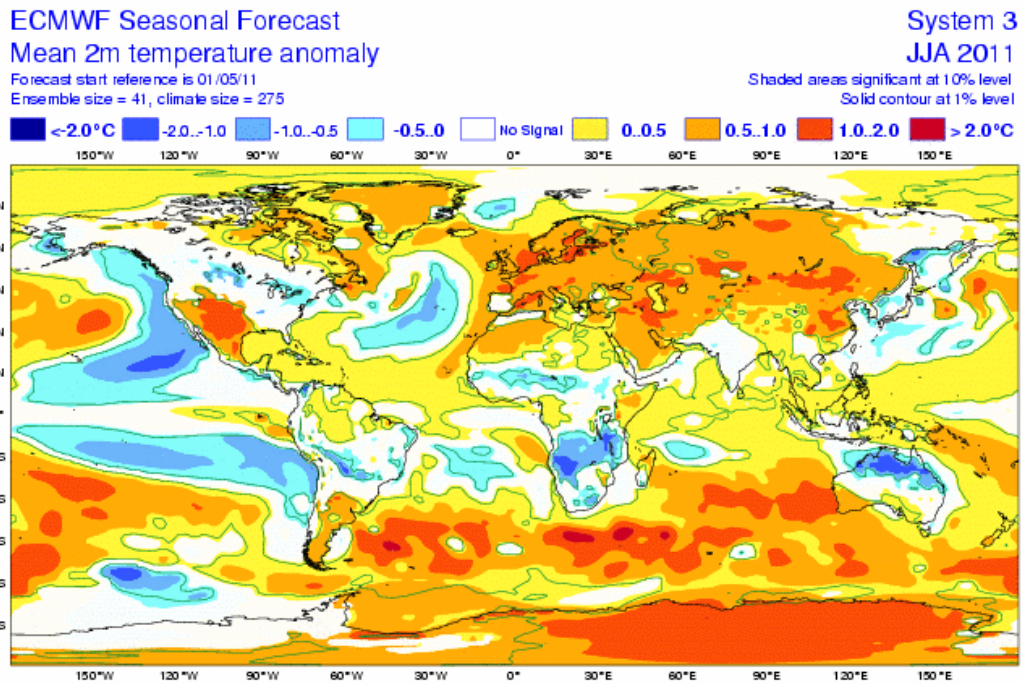 ECMWF Seasonal Forecast
System 3
Mean 2m temperature anomaly
JJA 2011
Forecast start reference is 01/05/11
Shaded areas significant at 10% level
Ensemble size = 41, climate size = 275
Solid contour at 1% level
<-2.0°C -2.0..-1.0 -1.0..-0.5 -0.5..0 No Signal 0..0.5 0.5..1.0 1.0..2.0 > 2.0°C
150°W 120°W 90°W 60°W 30°W 0° 30°E 60°E 90°E 120°E 150°E
N
N
N
N
N
S
S
S
S
S
150°W 120°W 90°W 60°W 30°W 0° 30°E 60°E 90°E 120°E 150°E